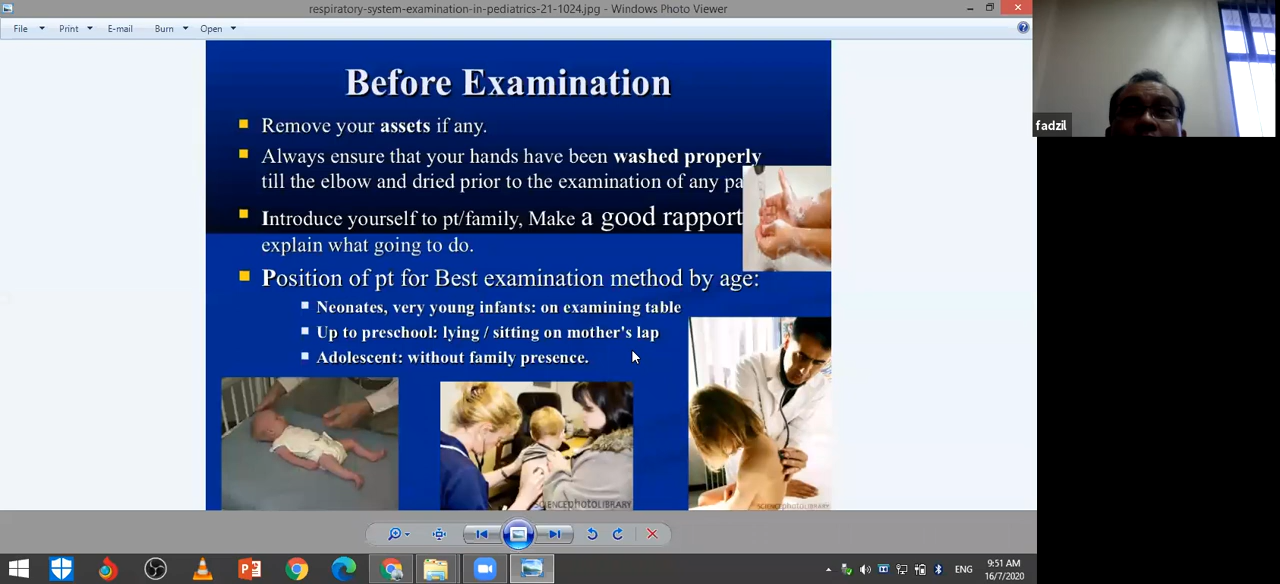 respiratory-system-examination-in-pediatrics-21-1024.jpg - Windows Photo Viewer
File Print E-mail Burn Open
Before Examination
Remove your assets if any.
Always ensure that your hands have been washed properly
till the elbow and dried prior to the examination of any
Introduce yourself to pt/family, Make a good rapport
explain what going to do.
Position of pt for Best examination method by age:
Neonates, very young infants: on examining table
Up to preschool: lying / sitting on mother's lap
Adolescent: without family presence.
SCIENCEphotoLIBRARY
SCIENCEphotoLIBRARY
fadzil
ENG
9:51 AM
16/7/2020